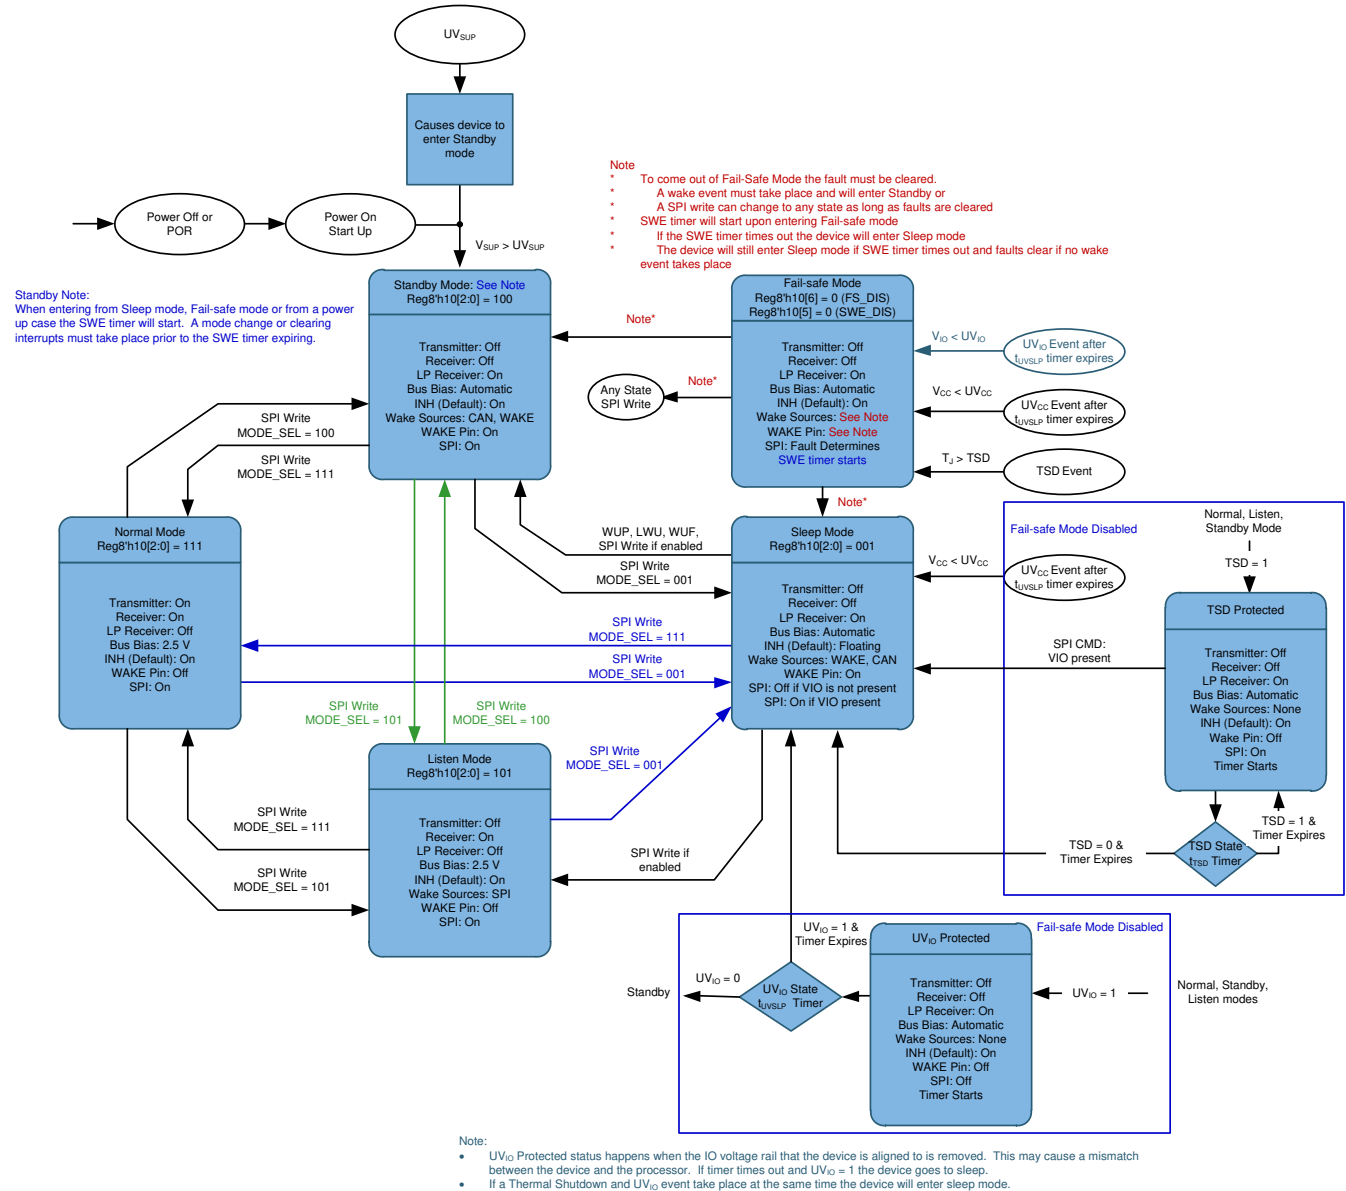 UVSUP
Causes device to
enter Standby
mode
Power Off or
POR
Power On
Start Up
VSUP > UVSUP
Note
* To come out of Fail-Safe Mode the fault must be cleared.
* A wake event must take place and will enter Standby or
* A SPI write can change to any state as long as faults are cleared
* SWE timer will start upon entering Fail-safe mode
* If the SWE timer times out the device will enter Sleep mode
* The device will still enter Sleep mode if SWE timer times out and faults clear if no wake
event takes place
Standby Note:
When entering from Sleep mode, Fail-safe mode or from a power
up case the SWE timer will start. A mode change or clearing
interrupts must take place prior to the SWE timer expiring.
Standby Mode: See Note
Reg8'h10[2:0] = 100
Transmitter: Off
Receiver: Off
LP Receiver: On
Bus Bias: Automatic
INH (Default): On
Wake Sources: CAN, WAKE
WAKE Pin: On
SPI: On
Note*
Any State
SPI Write
Note*
Fail-safe Mode
Reg8'h10[6] = 0 (FS_DIS)
Reg8'h10[5] = 0 (SWE_DIS)
Transmitter: Off
Receiver: Off
LP Receiver: On
Bus Bias: Automatic
INH (Default): On
Wake Sources: See Note
WAKE Pin: See Note
SPI: Fault Determines
SWE timer starts
VIO < UVIO
UVIO Event after
tUVSLP timer expires
VCC < UVCC
UVCC Event after
tUVSLP timer expires
TJ > TSD
TSD Event
Note*
SPI Write
MODE_SEL = 100
SPI Write
MODE_SEL = 111
Normal Mode
Reg8'h10[2:0] = 111
Transmitter: On
Receiver: On
LP Receiver: Off
Bus Bias: 2.5 V
INH (Default): On
WAKE Pin: Off
SPI: On
WUP, LWU, WUF,
SPI Write if enabled
SPI Write
MODE_SEL = 001
SPI Write
MODE_SEL = 111
SPI Write
MODE_SEL = 001
SPI Write
MODE_SEL = 101
SPI Write
MODE_SEL = 100
SPI Write
MODE_SEL = 001
Sleep Mode
Reg8'h10[2:0] = 001
Transmitter: Off
Receiver: Off
LP Receiver: On
Bus Bias: Automatic
INH (Default): Floating
Wake Sources: WAKE, CAN
WAKE Pin: On
SPI: Off if VIO is not present
SPI: On if VIO present
VCC < UVCC
UVCC Event after
tUVSLP timer expires
Fail-safe Mode Disabled
Normal, Listen,
Standby Mode
TSD = 1
TSD Protected
Transmitter: Off
Receiver: Off
LP Receiver: On
Bus Bias: Automatic
Wake Sources: None
INH (Default): On
Wake Pin: Off
SPI: On
Timer Starts
SPI CMD:
VIO present
TSD = 1 &
Timer Expires
TSD State
tTSD Timer
TSD = 0 &
Timer Expires
Listen Mode
Reg8'h10[2:0] = 101
Transmitter: Off
Receiver: On
LP Receiver: Off
Bus Bias: 2.5 V
INH (Default): On
Wake Sources: SPI
WAKE Pin: Off
SPI: On
SPI Write
MODE_SEL = 111
SPI Write
MODE_SEL = 101
SPI Write if
enabled
UVIO = 1 &
Timer Expires
Fail-safe Mode Disabled
UVIO Protected
Transmitter: Off
Receiver: Off
LP Receiver: On
Bus Bias: Automatic
Wake Sources: None
INH (Default): On
WAKE Pin: Off
SPI: Off
Timer Starts
Standby
UVIO = 0
UVIO State
tUVSLP Timer
UVIO = 1
Normal, Standby,
Listen modes
Note:
• UVIO Protected status happens when the IO voltage rail that the device is aligned to is removed. This may cause a mismatch
between the device and the processor. If timer times out and UVIO = 1 the device goes to sleep.
• If a Thermal Shutdown and UVIO event take place at the same time the device will enter sleep mode.